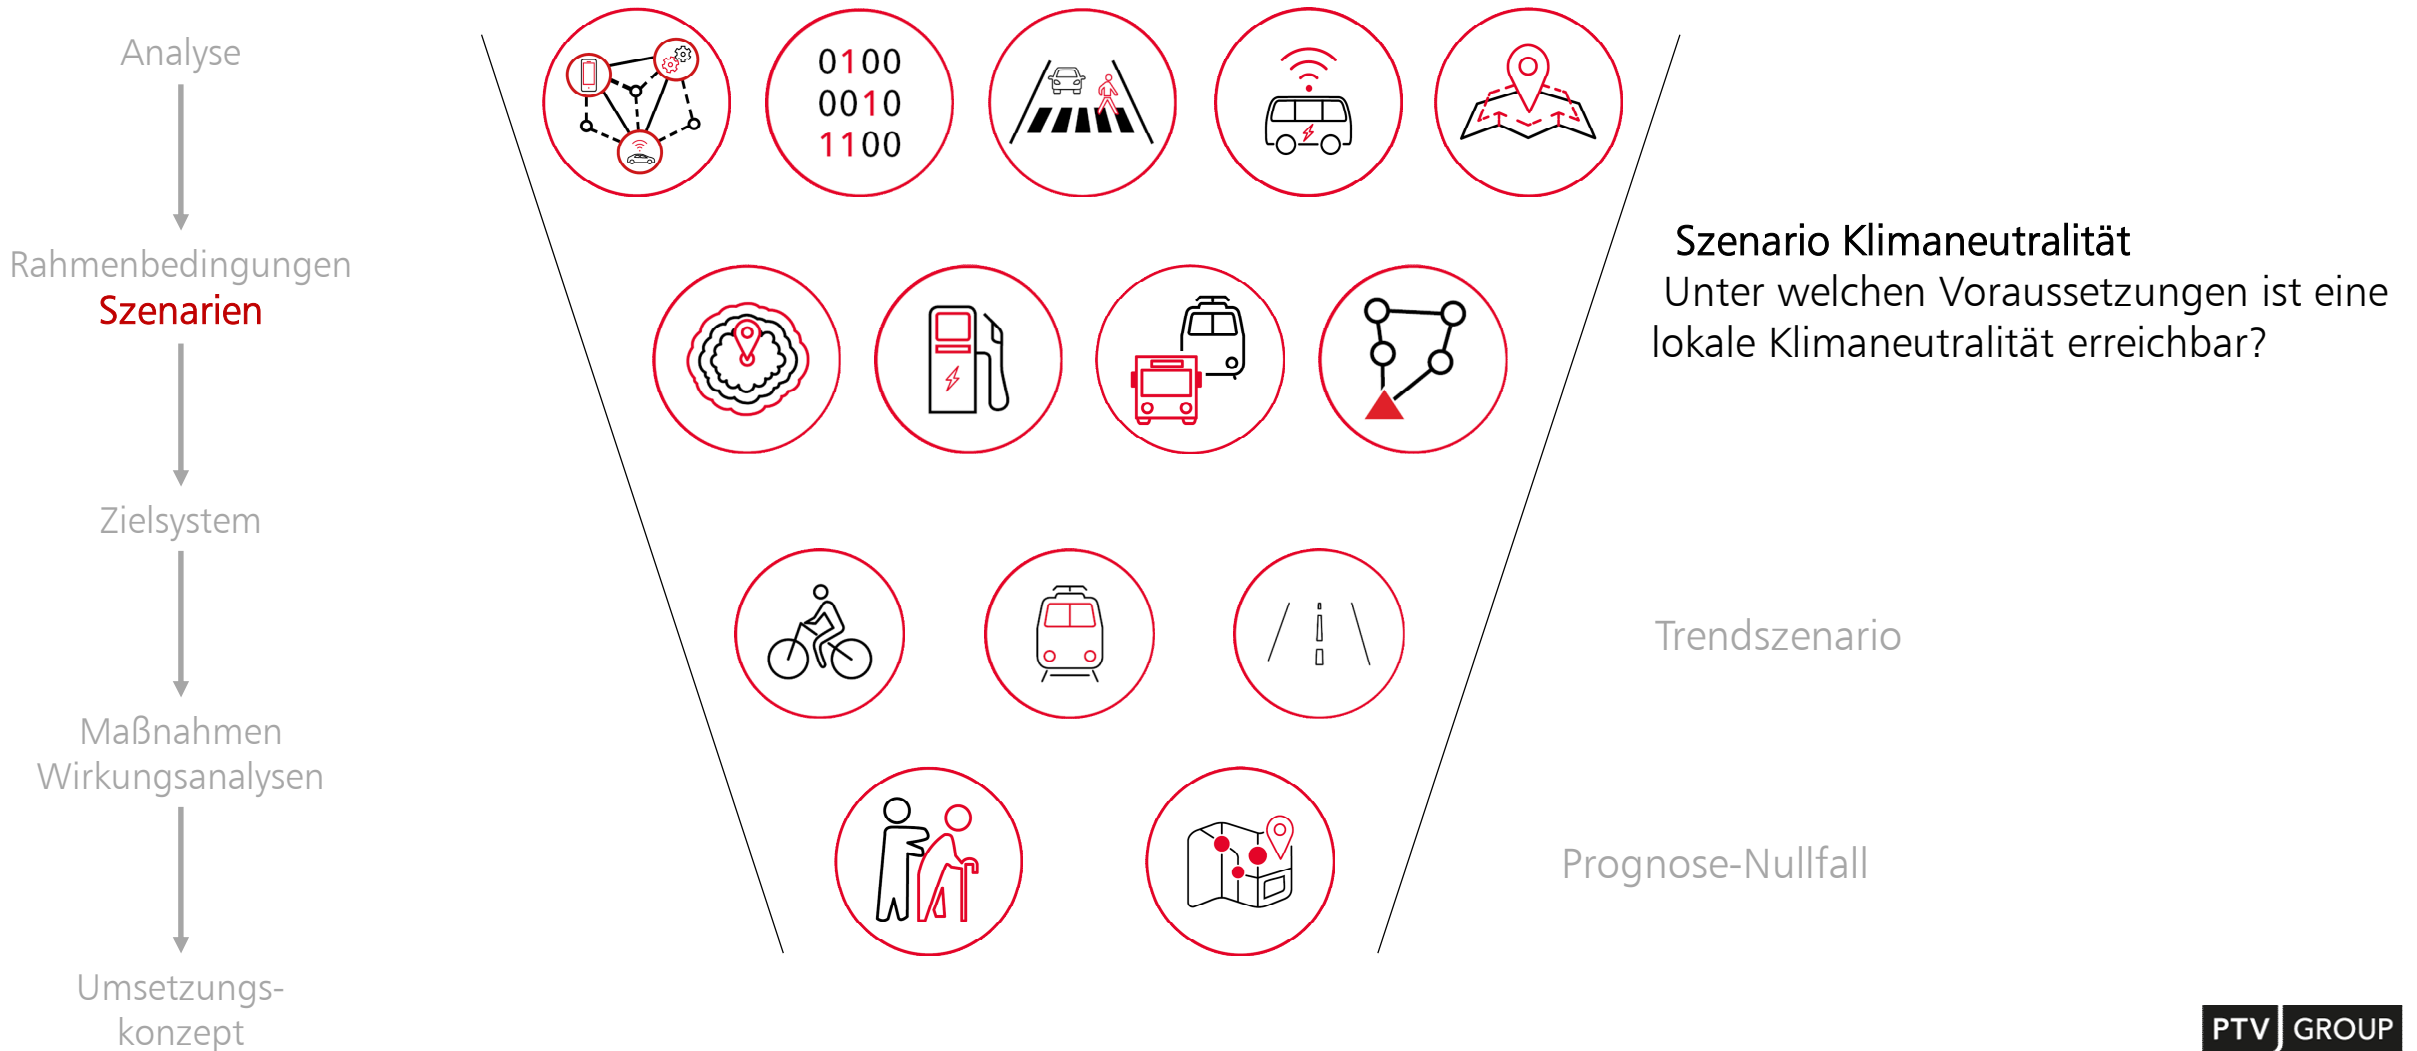 Analyse
Rahmenbedingungen
Szenarien
Zielsystem
Maßnahmen
Wirkungsanalysen
Umsetzungs-
konzept
0100
0010
1100
Szenario Klimaneutralität
Unter welchen Voraussetzungen ist eine
lokale Klimaneutralität erreichbar?
Trendszenario
Prognose-Nullfall
PTV GROUP